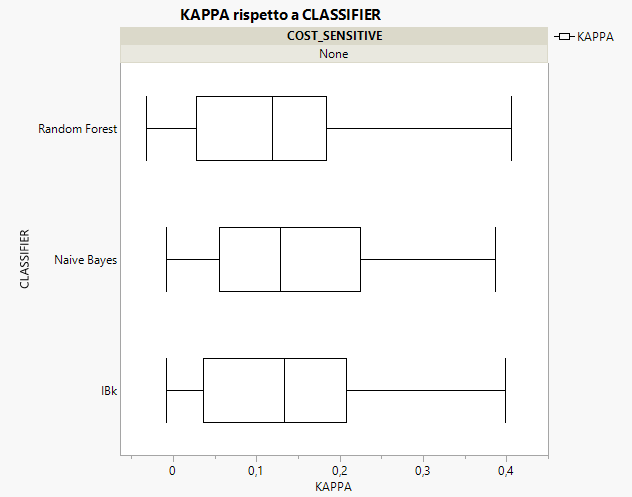 KAPPA rispetto a CLASSIFIER
COST_SENSITIVE
None
KAPPA
Random Forest
Naive Bayes
IBk
CLASSIFIER
0
0,1
0,2
0,3
0,4
KAPPA